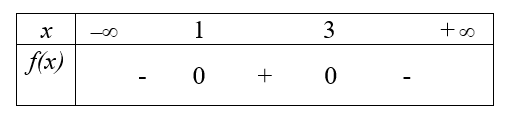 x –∞ 1 3 +∞
f(x) - 0 + 0 -